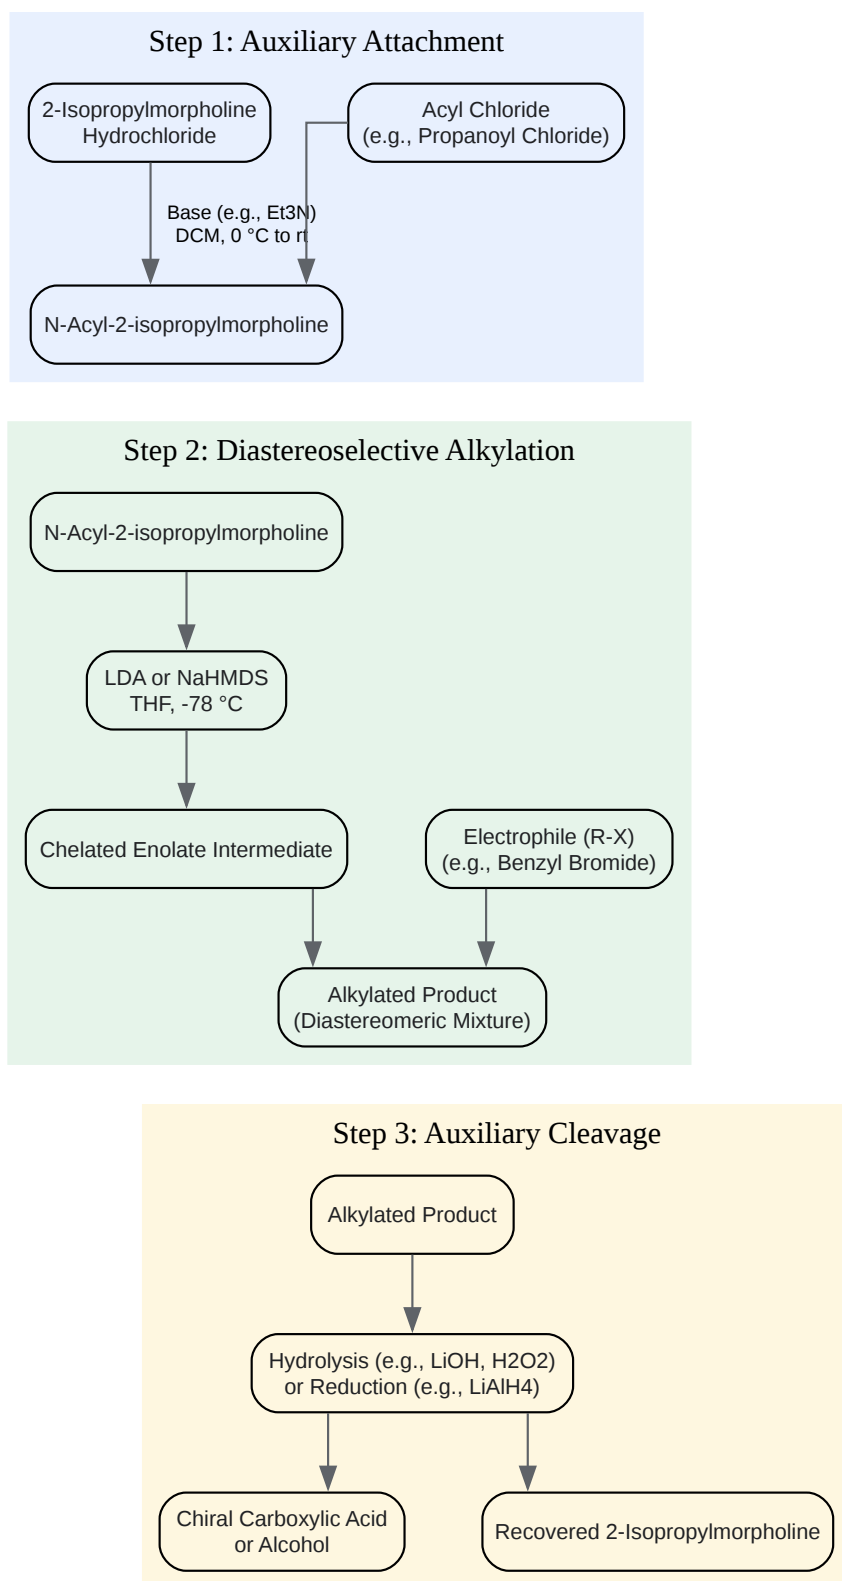 Step 1: Auxiliary Attachment
2-Isopropylmorpholine
Hydrochloride
Acyl Chloride
(e.g., Propanoyl Chloride)
Base (e.g., Et3N)
DCM, 0 °C to rt
N-Acyl-2-isopropylmorpholine
Step 2: Diastereoselective Alkylation
N-Acyl-2-isopropylmorpholine
LDA or NaHMDS
THF, -78 °C
Chelated Enolate Intermediate
Electrophile (R-X)
(e.g., Benzyl Bromide)
Alkylated Product
(Diastereomeric Mixture)
Step 3: Auxiliary Cleavage
Alkylated Product
Hydrolysis (e.g., LiOH, H2O2)
or Reduction (e.g., LiAlH4)
Chiral Carboxylic Acid
or Alcohol
Recovered 2-Isopropylmorpholine